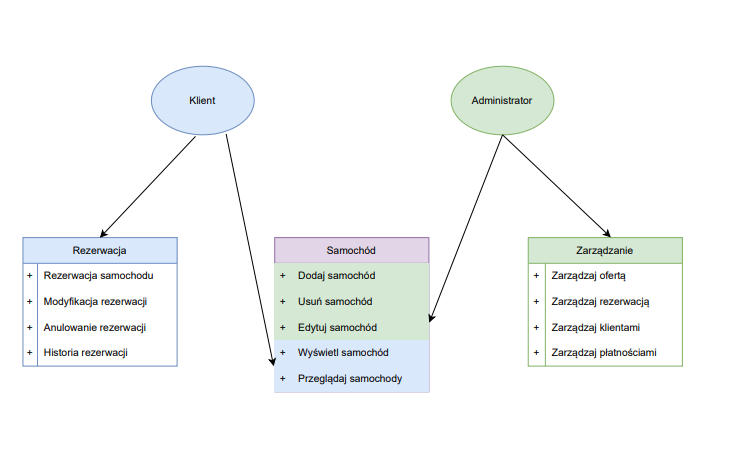 Klient
Administrator
Rezerwacja
+ Rezerwacja samochodu
+ Modyfikacja rezerwacji
+ Anulowanie rezerwacji
+ Historia rezerwacji
Samochód
+ Dodaj samochód
+ Usuń samochód
+ Edytuj samochód
+ Wyświetl samochód
+ Przeglądaj samochody
Zarządzanie
+ Zarządzaj ofertą
+ Zarządzaj rezerwacją
+ Zarządzaj klientami
+ Zarządzaj płatnościami